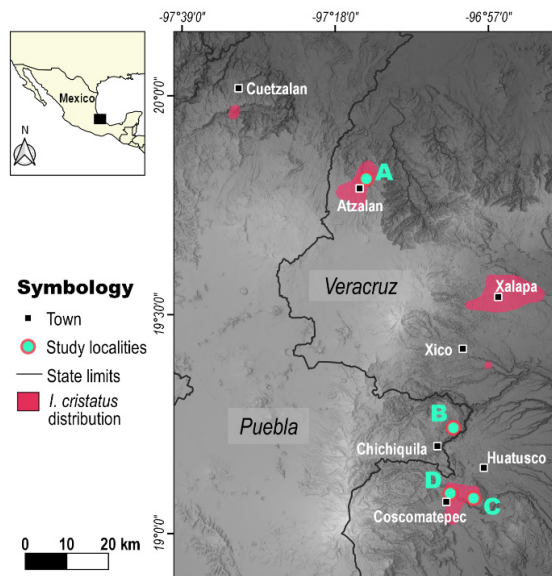 -97°39'0" -97°18'0" -96°57'0"
20°0'0"
19°30'0"
19°0'0"
Mexico
N
Cuetzalan
A
Atzalan
Veracruz
Xalapa
Xico
B
Puebla
Chichiquila
Huatusco
D
C
Coscomatepec
Symbology
Town
Study localities
State limits
I. cristatus
distribution
0 10 20 km